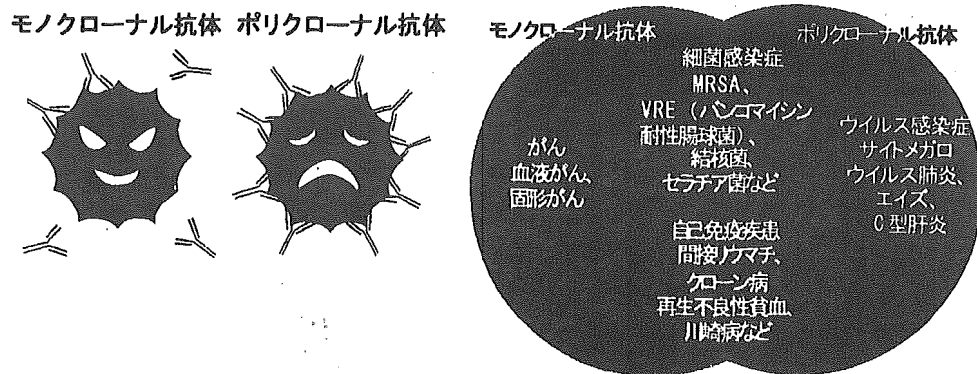 モノクローナル抗体
ポリクローナル抗体
モノクローナル抗体
ポリクローナル抗体
がん
血液がん、
固形がん
細菌感染症
MRSA、
VRE（バンコマイシン
耐性腸球菌）、
結核菌、
セラチア菌など
自己免疫疾患
間接リウマチ、
クローン病
再生不良性貧血、
川崎病など
ウイルス感染症
サイトメガロ
ウイルス肺炎、
エイズ、
C型肝炎